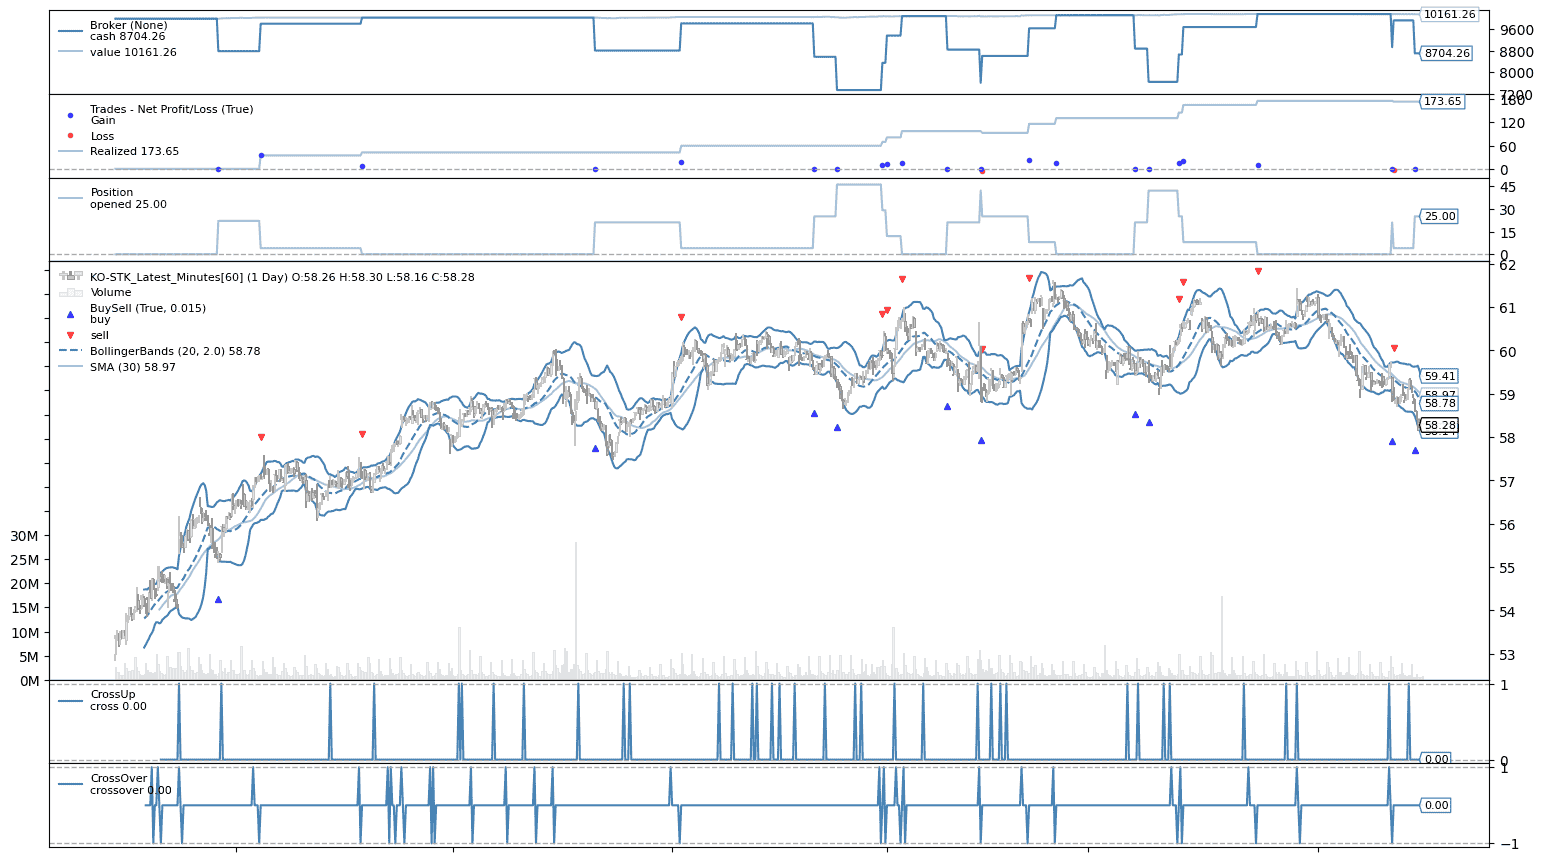 Broker (None)
cash 8704.26
value 10161.26
10161.26
9600
8800
8704.26
8000
7200
Trades - Net Profit/Loss (True)
Gain
Loss
Realized 173.65
180
173.65
120
60
0
Position
opened 25.00
45
30
25.00
15
0
KO-STK_Latest_Minutes[60] (1 Day) O:58.26 H:58.30 L:58.16 C:58.28
Volume
BuySell (True, 0.015)
buy
sell
BollingerBands (20, 2.0) 58.78
SMA (30) 58.97
62
61
60
59.41
59
58.97
58.78
58.28
58
57
56
55
54
53
30M
25M
20M
15M
10M
5M
0M
CrossUp
cross 0.00
1
0.00
0
CrossOver
crossover 0.00
1
0.00
−1